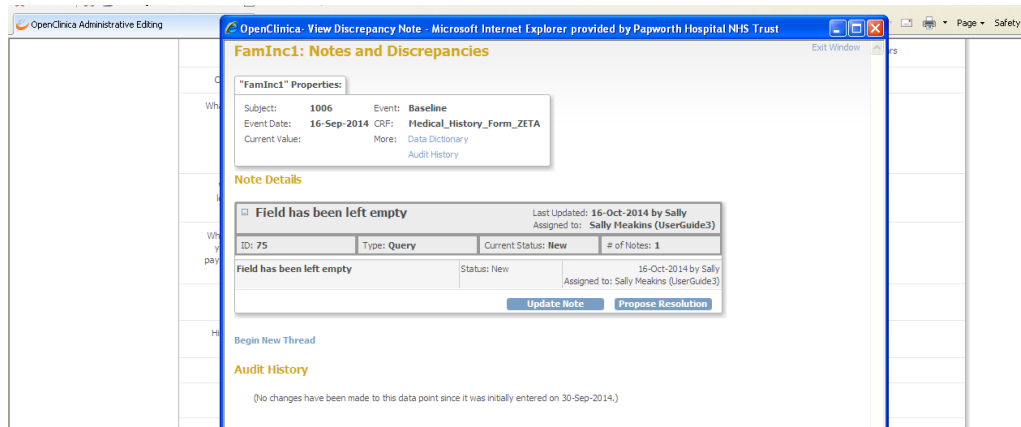 OpenClinica Administrative Editing
OpenClinica- View Discrepancy Note - Microsoft Internet Explorer provided by Papworth Hospital NHS Trust
Page Safety
FamInc1: Notes and Discrepancies
Exit Window
"FamInc1" Properties:
Subject: 1006 Event: Baseline
Event Date: 16-Sep-2014 CRF: Medical_History_Form_ZETA
Current Value: More: Data Dictionary
Audit History
Note Details
Field has been left empty
Last Updated: 16-Oct-2014 by Sally
Assigned to: Sally Meakins (UserGuide3)
ID: 75 Type: Query Current Status: New # of Notes: 1
Field has been left empty Status: New 16-Oct-2014 by Sally
Assigned to: Sally Meakins (UserGuide3)
Update Note Propose Resolution
Begin New Thread
Audit History
(No changes have been made to this data point since it was initially entered on 30-Sep-2014.)